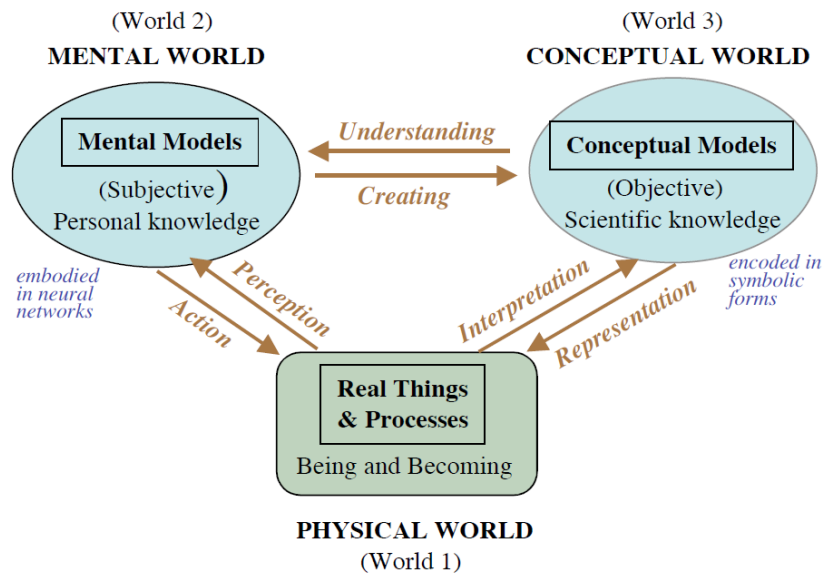 (World 2)
MENTAL WORLD
(World 3)
CONCEPTUAL WORLD
Mental Models
(Subjective)
Personal knowledge
Understanding
Creating
Conceptual Models
(Objective)
Scientific knowledge
embodied
in neural
networks
Action
Perception
Interpretation
Representation
encoded in
symbolic
forms
Real Things
& Processes
Being and Becoming
PHYSICAL WORLD
(World 1)